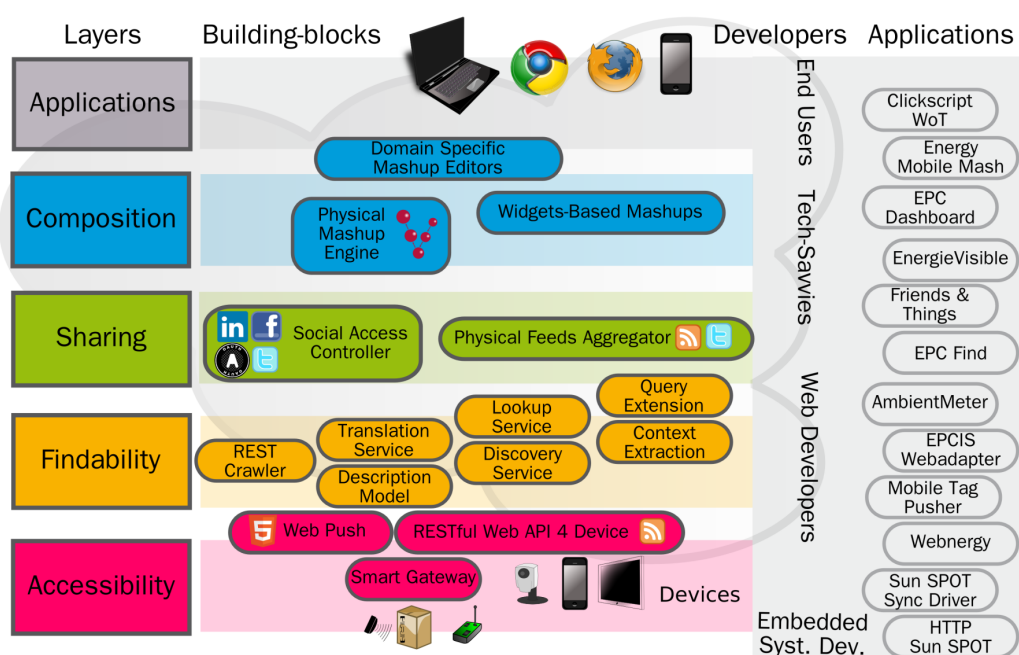 Layers
Building-blocks
Developers
Applications
Applications
Domain Specific
Mashup Editors
Composition
Physical
Mashup
Engine
Widgets-Based Mashups
Sharing
in
f
A
t
Social Access
Controller
Physical Feeds Aggregator
t
Findability
REST
Crawler
Translation
Service
Description
Model
Lookup
Service
Discovery
Service
Query
Extension
Context
Extraction
Accessibility
5
Web Push
RESTful Web API 4 Device
Smart Gateway
Devices
End Users
Tech-Savvies
Web Developers
Embedded
Syst. Dev.
Clickscript
WoT
Energy
Mobile Mash
EPC
Dashboard
EnergieVisible
Friends &
Things
EPC Find
AmbientMeter
EPCIS
Webadapter
Mobile Tag
Pusher
Webnergy
Sun SPOT
Sync Driver
HTTP
Sun SPOT